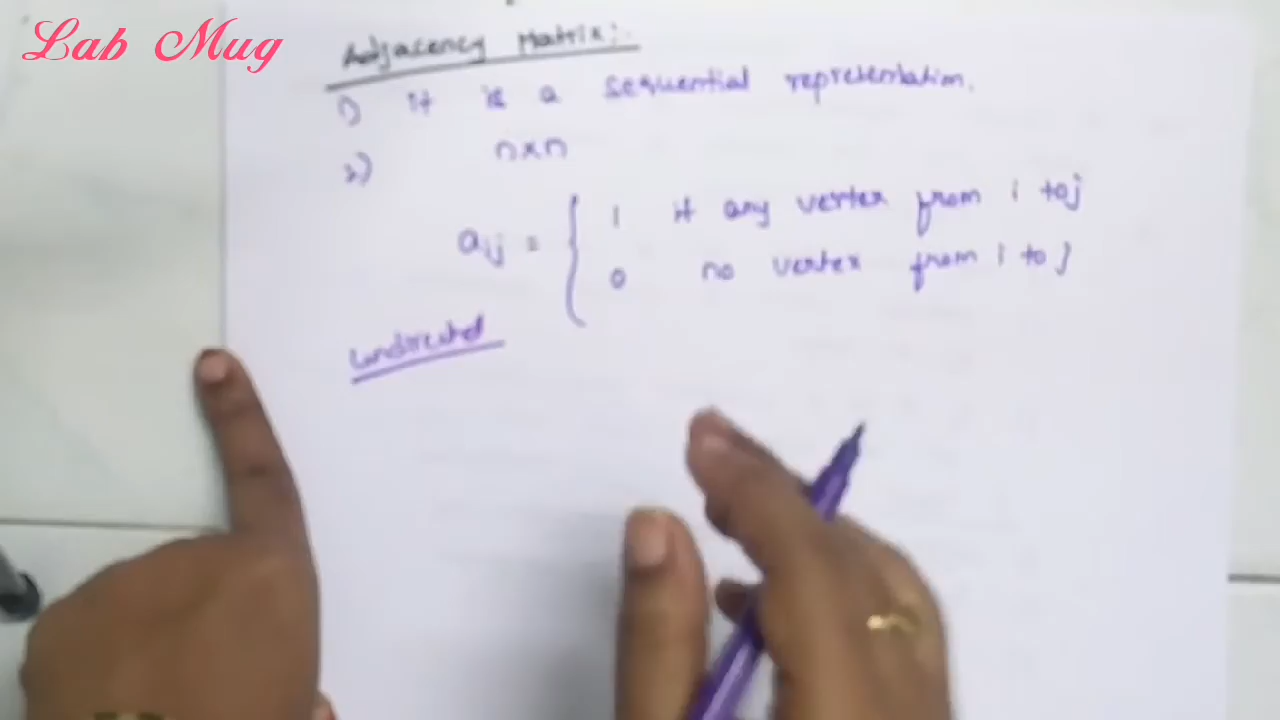 Lab Mug
Adjacency Matrix:.
1) it is a sequential representation.
2) n×n
aij = { 1 if any vertex from i to j
0 no vertex from i to j
undirected